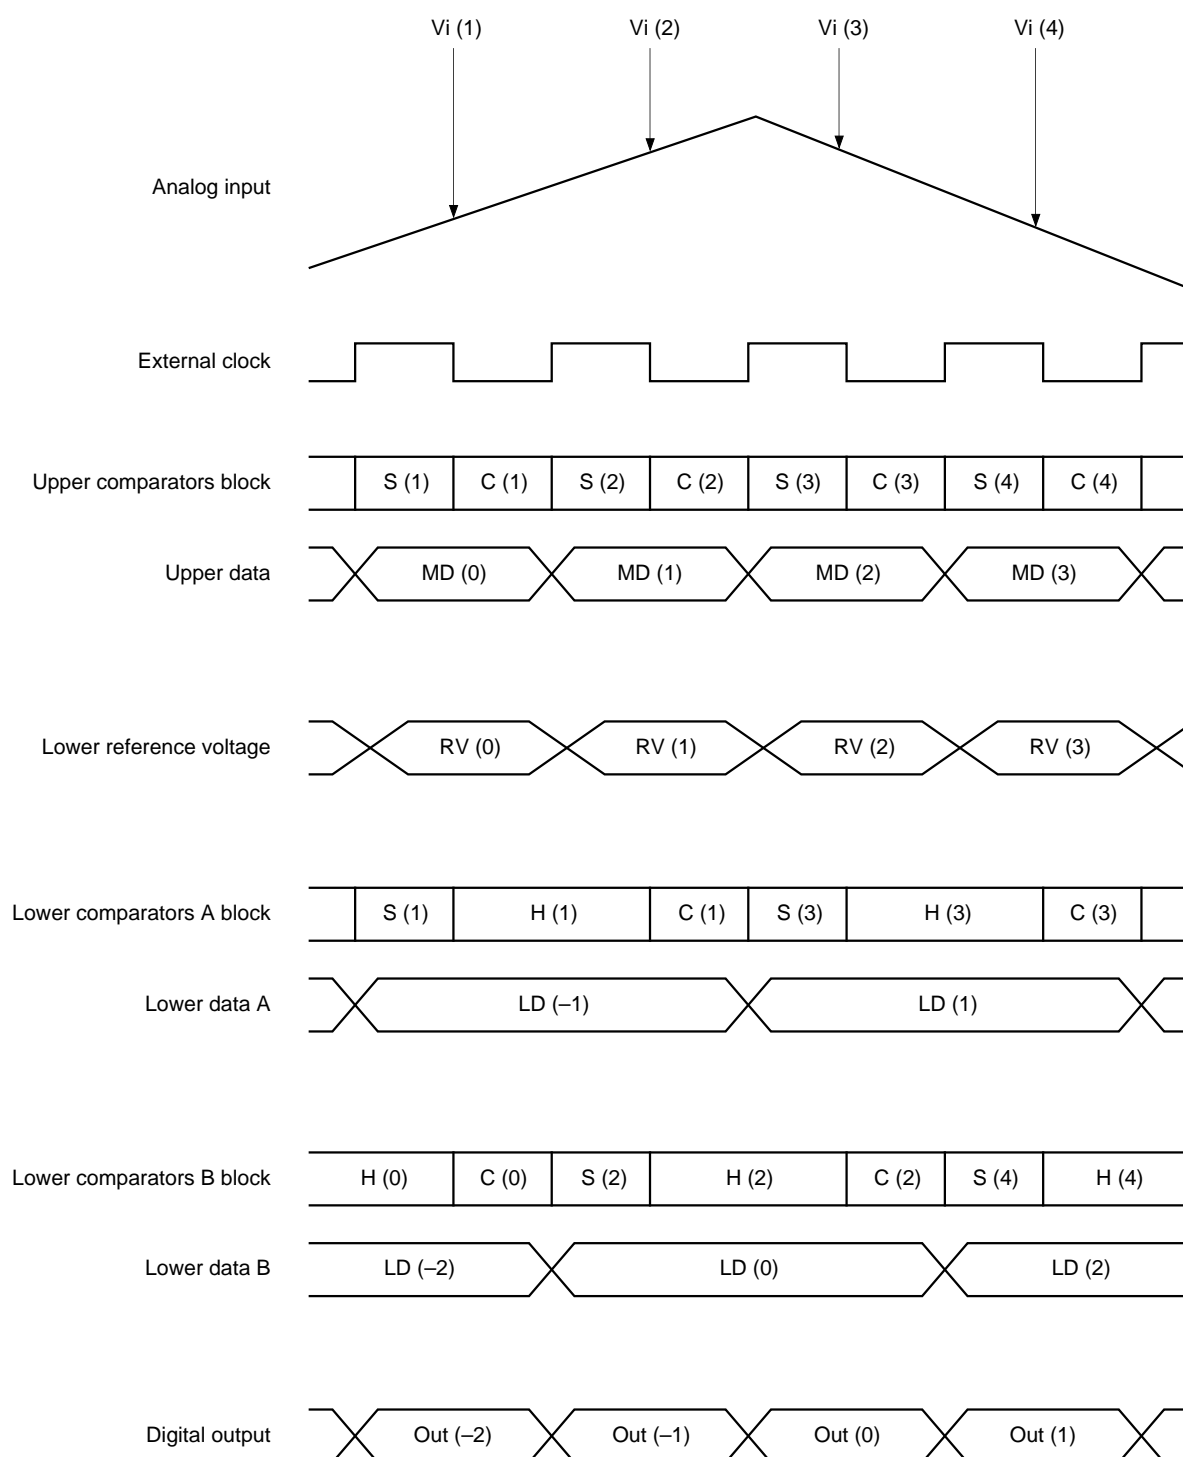 Vi (1) Vi (2) Vi (3) Vi (4)
Analog input
External clock
Upper comparators block S (1) C (1) S (2) C (2) S (3) C (3) S (4) C (4)
Upper data MD (0) MD (1) MD (2) MD (3)
Lower reference voltage RV (0) RV (1) RV (2) RV (3)
Lower comparators A block S (1) H (1) C (1) S (3) H (3) C (3)
Lower data A LD (–1) LD (1)
Lower comparators B block H (0) C (0) S (2) H (2) C (2) S (4) H (4)
Lower data B LD (–2) LD (0) LD (2)
Digital output Out (–2) Out (–1) Out (0) Out (1)